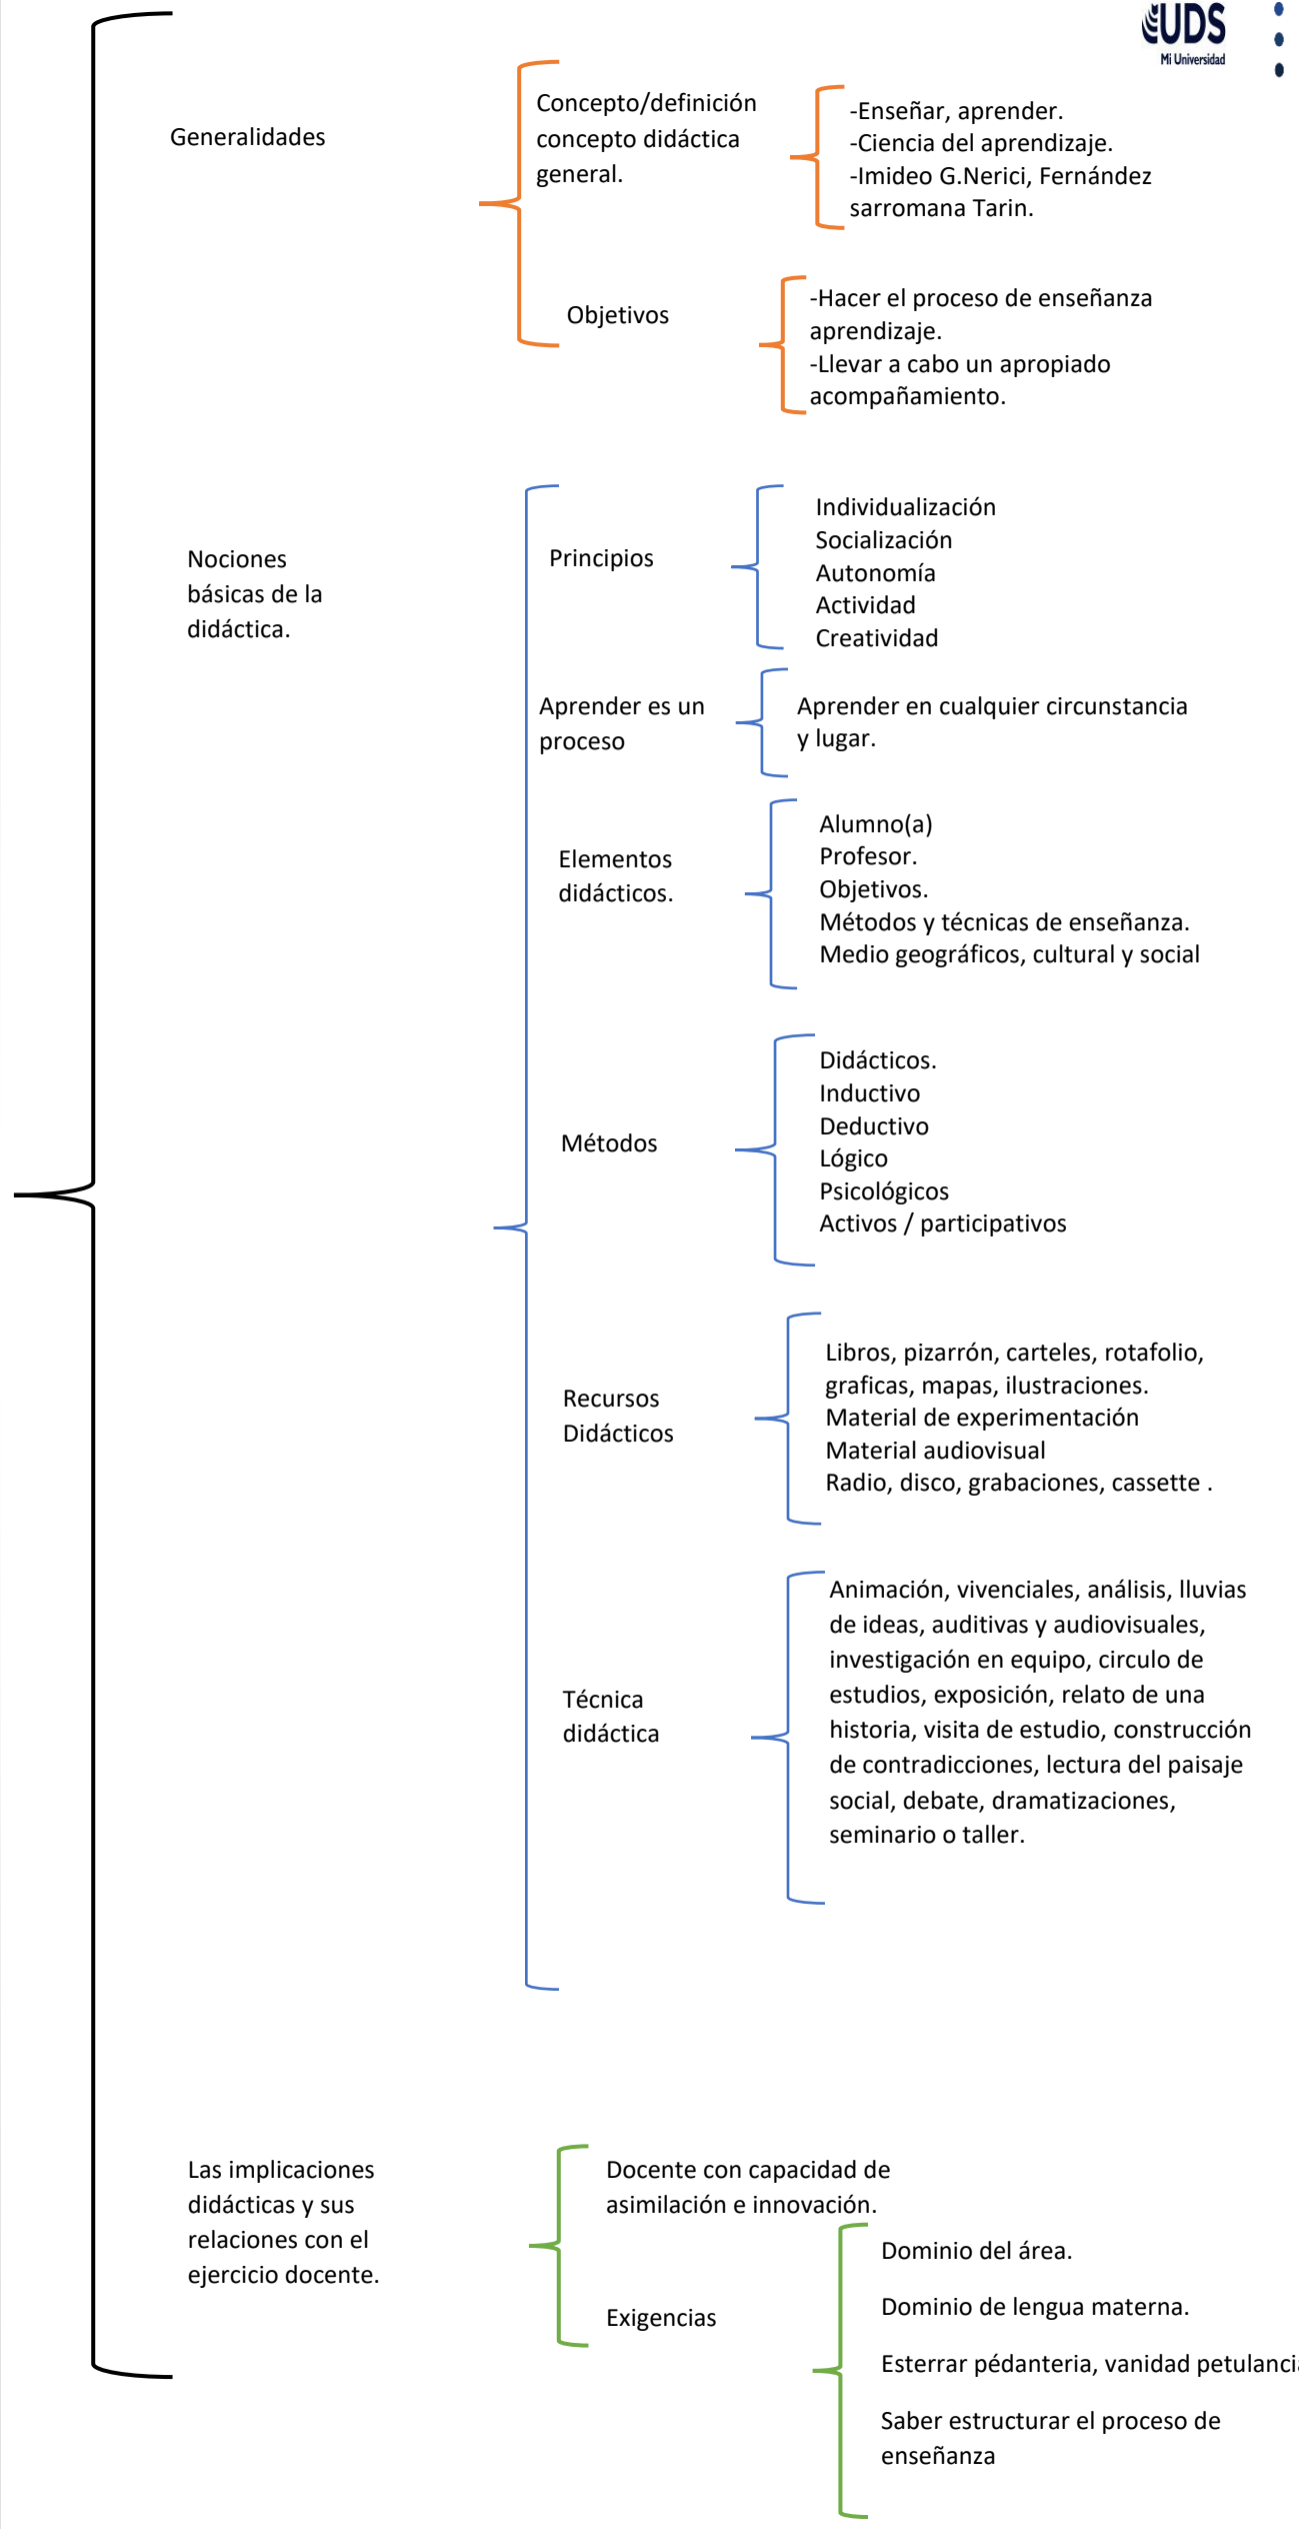 UDS
Mi Universidad
Generalidades
Concepto/definición
concepto didáctica
general.
-Enseñar, aprender.
-Ciencia del aprendizaje.
-Imideo G.Nerici, Fernández
sarromana Tarin.
Objetivos
-Hacer el proceso de enseñanza
aprendizaje.
-Llevar a cabo un apropiado
acompañamiento.
Nociones
básicas de la
didáctica.
Principios
Individualización
Socialización
Autonomía
Actividad
Creatividad
Aprender es un
proceso
Aprender en cualquier circunstancia
y lugar.
Elementos
didácticos.
Alumno(a)
Profesor.
Objetivos.
Métodos y técnicas de enseñanza.
Medio geográficos, cultural y social
Métodos
Didácticos.
Inductivo
Deductivo
Lógico
Psicológicos
Activos / participativos
Recursos
Didácticos
Libros, pizarrón, carteles, rotafolio,
graficas, mapas, ilustraciones.
Material de experimentación
Material audiovisual
Radio, disco, grabaciones, cassette .
Técnica
didáctica
Animación, vivenciales, análisis, lluvias
de ideas, auditivas y audiovisuales,
investigación en equipo, circulo de
estudios, exposición, relato de una
historia, visita de estudio, construcción
de contradicciones, lectura del paisaje
social, debate, dramatizaciones,
seminario o taller.
Las implicaciones
didácticas y sus
relaciones con el
ejercicio docente.
Docente con capacidad de
asimilación e innovación.
Exigencias
Dominio del área.
Dominio de lengua materna.
Esterrar pédanteria, vanidad petulancia
Saber estructurar el proceso de
enseñanza